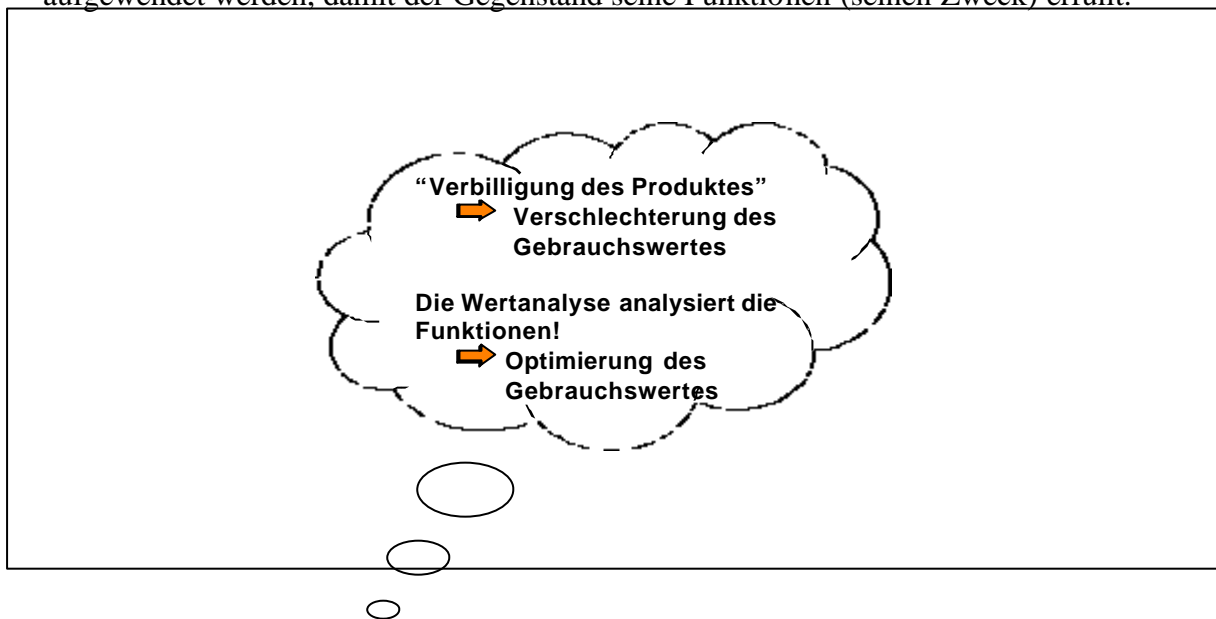 aufgewendet werden, damit der Gegenstand seine Funktionen (seinen Zweck) erfüllt.
“Verbilligung des Produktes”
Verschlechterung des
Gebrauchswertes
Die Wertanalyse analysiert die
Funktionen!
Optimierung des
Gebrauchswertes